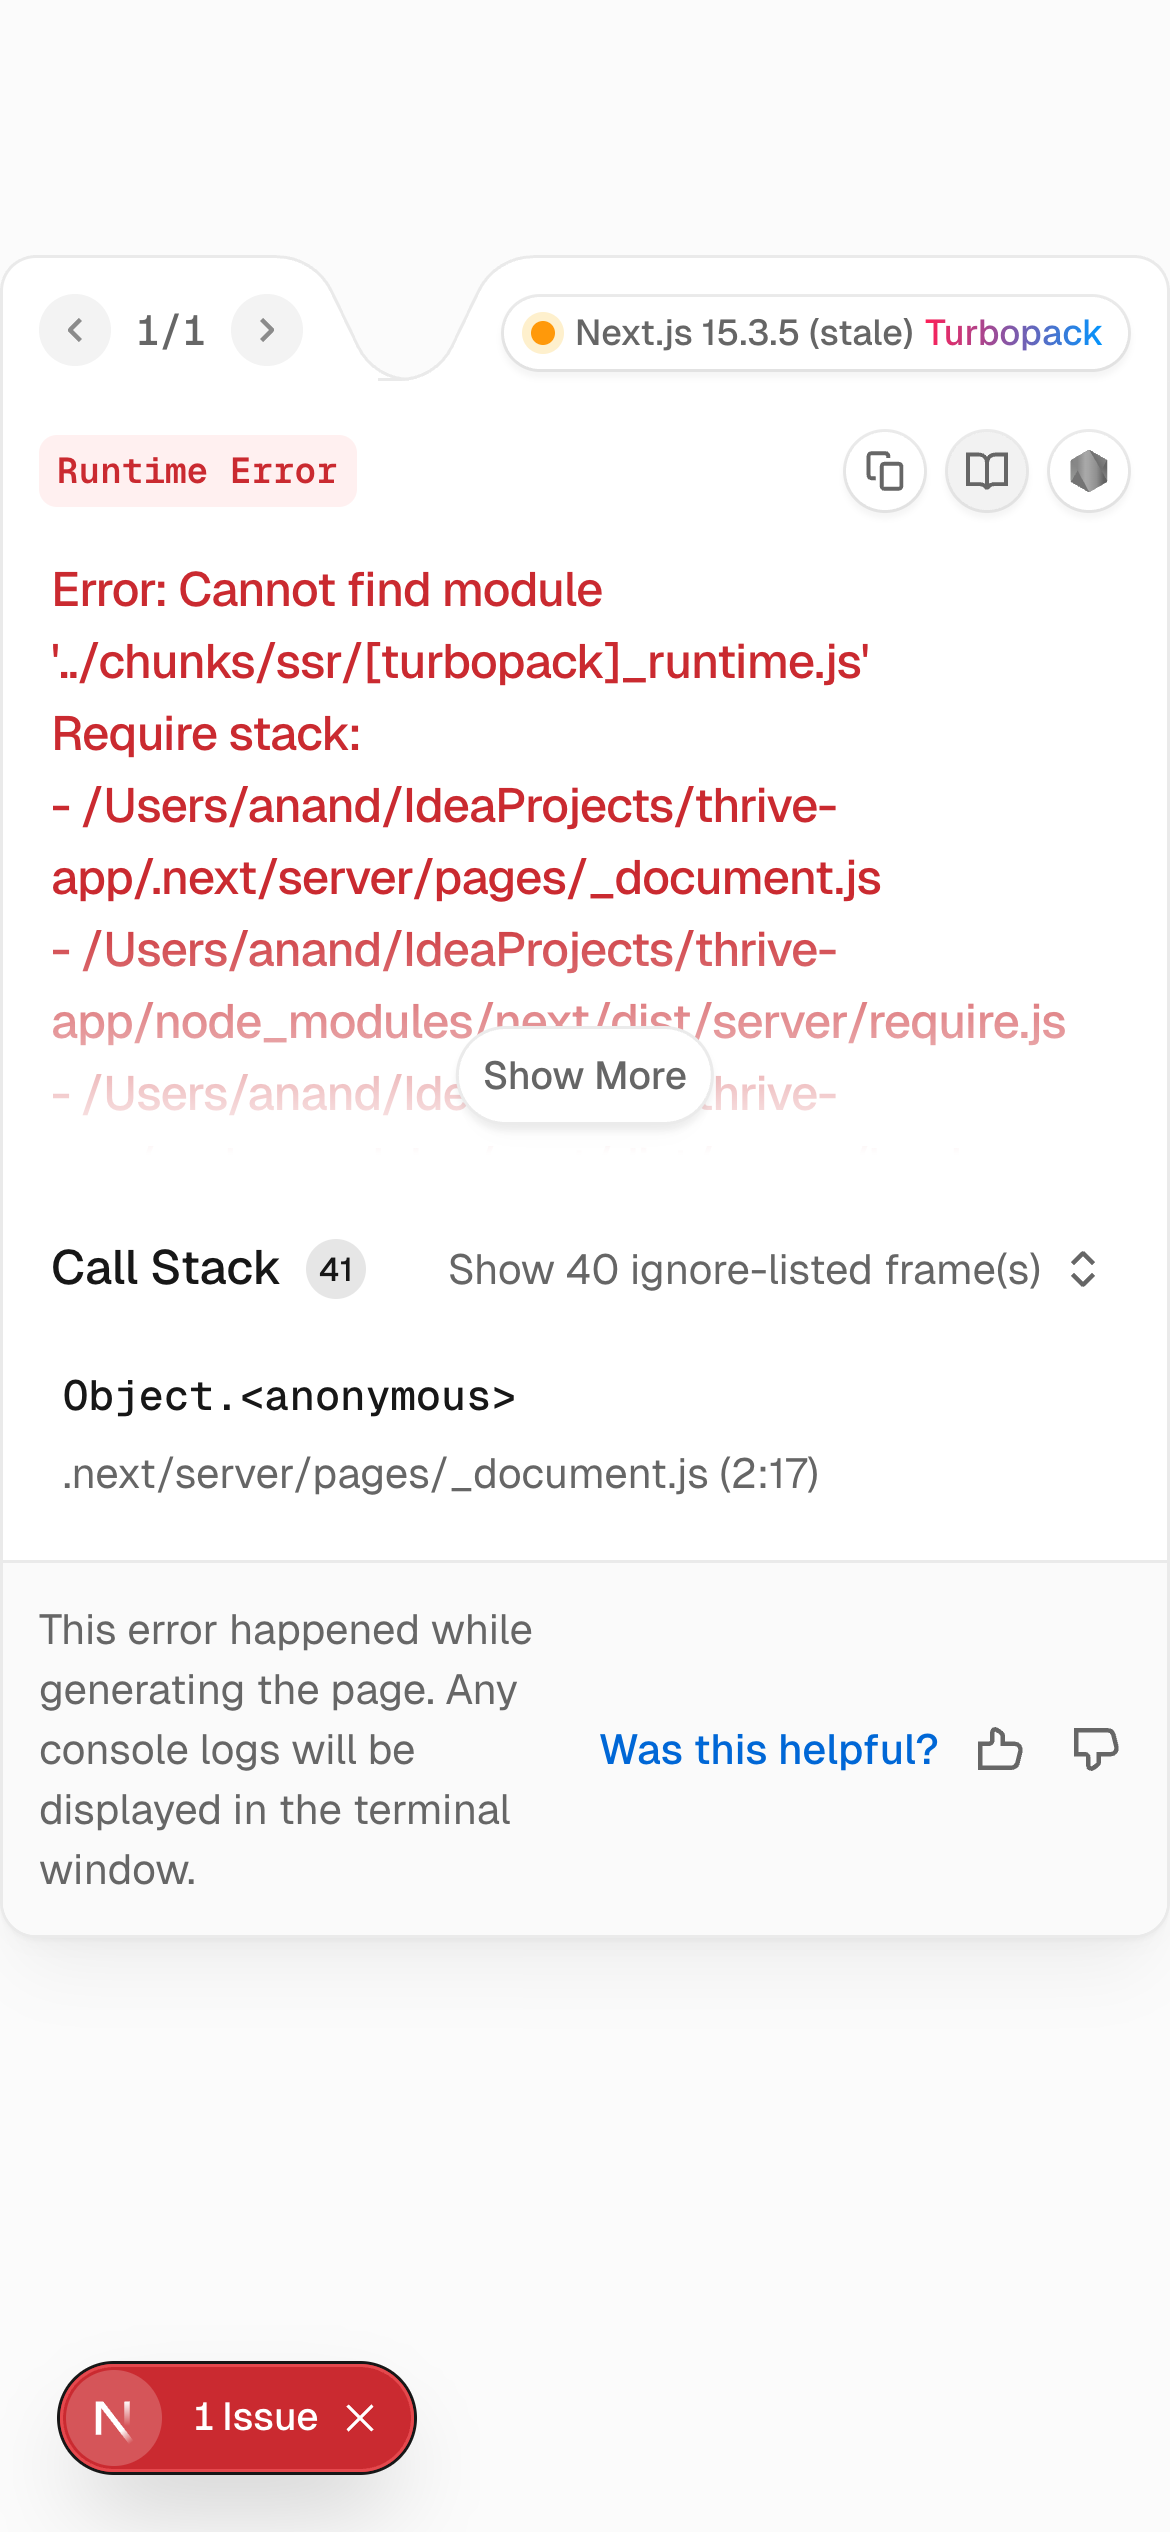 1/1
Next.js 15.3.5 (stale) Turbopack
Runtime Error
Error: Cannot find module
'../chunks/ssr/[turbopack]_runtime.js'
Require stack:
- /Users/anand/IdeaProjects/thrive-
app/.next/server/pages/_document.js
- /Users/anand/IdeaProjects/thrive-
app/node_modules/next/dist/server/require.js
- /Users/anand/Ide
thrive-
Show More
Call Stack 41
Show 40 ignore-listed frame(s)
Object.<anonymous>
.next/server/pages/_document.js (2:17)
This error happened while
generating the page. Any
console logs will be
displayed in the terminal
window.
Was this helpful?
N
1 Issue